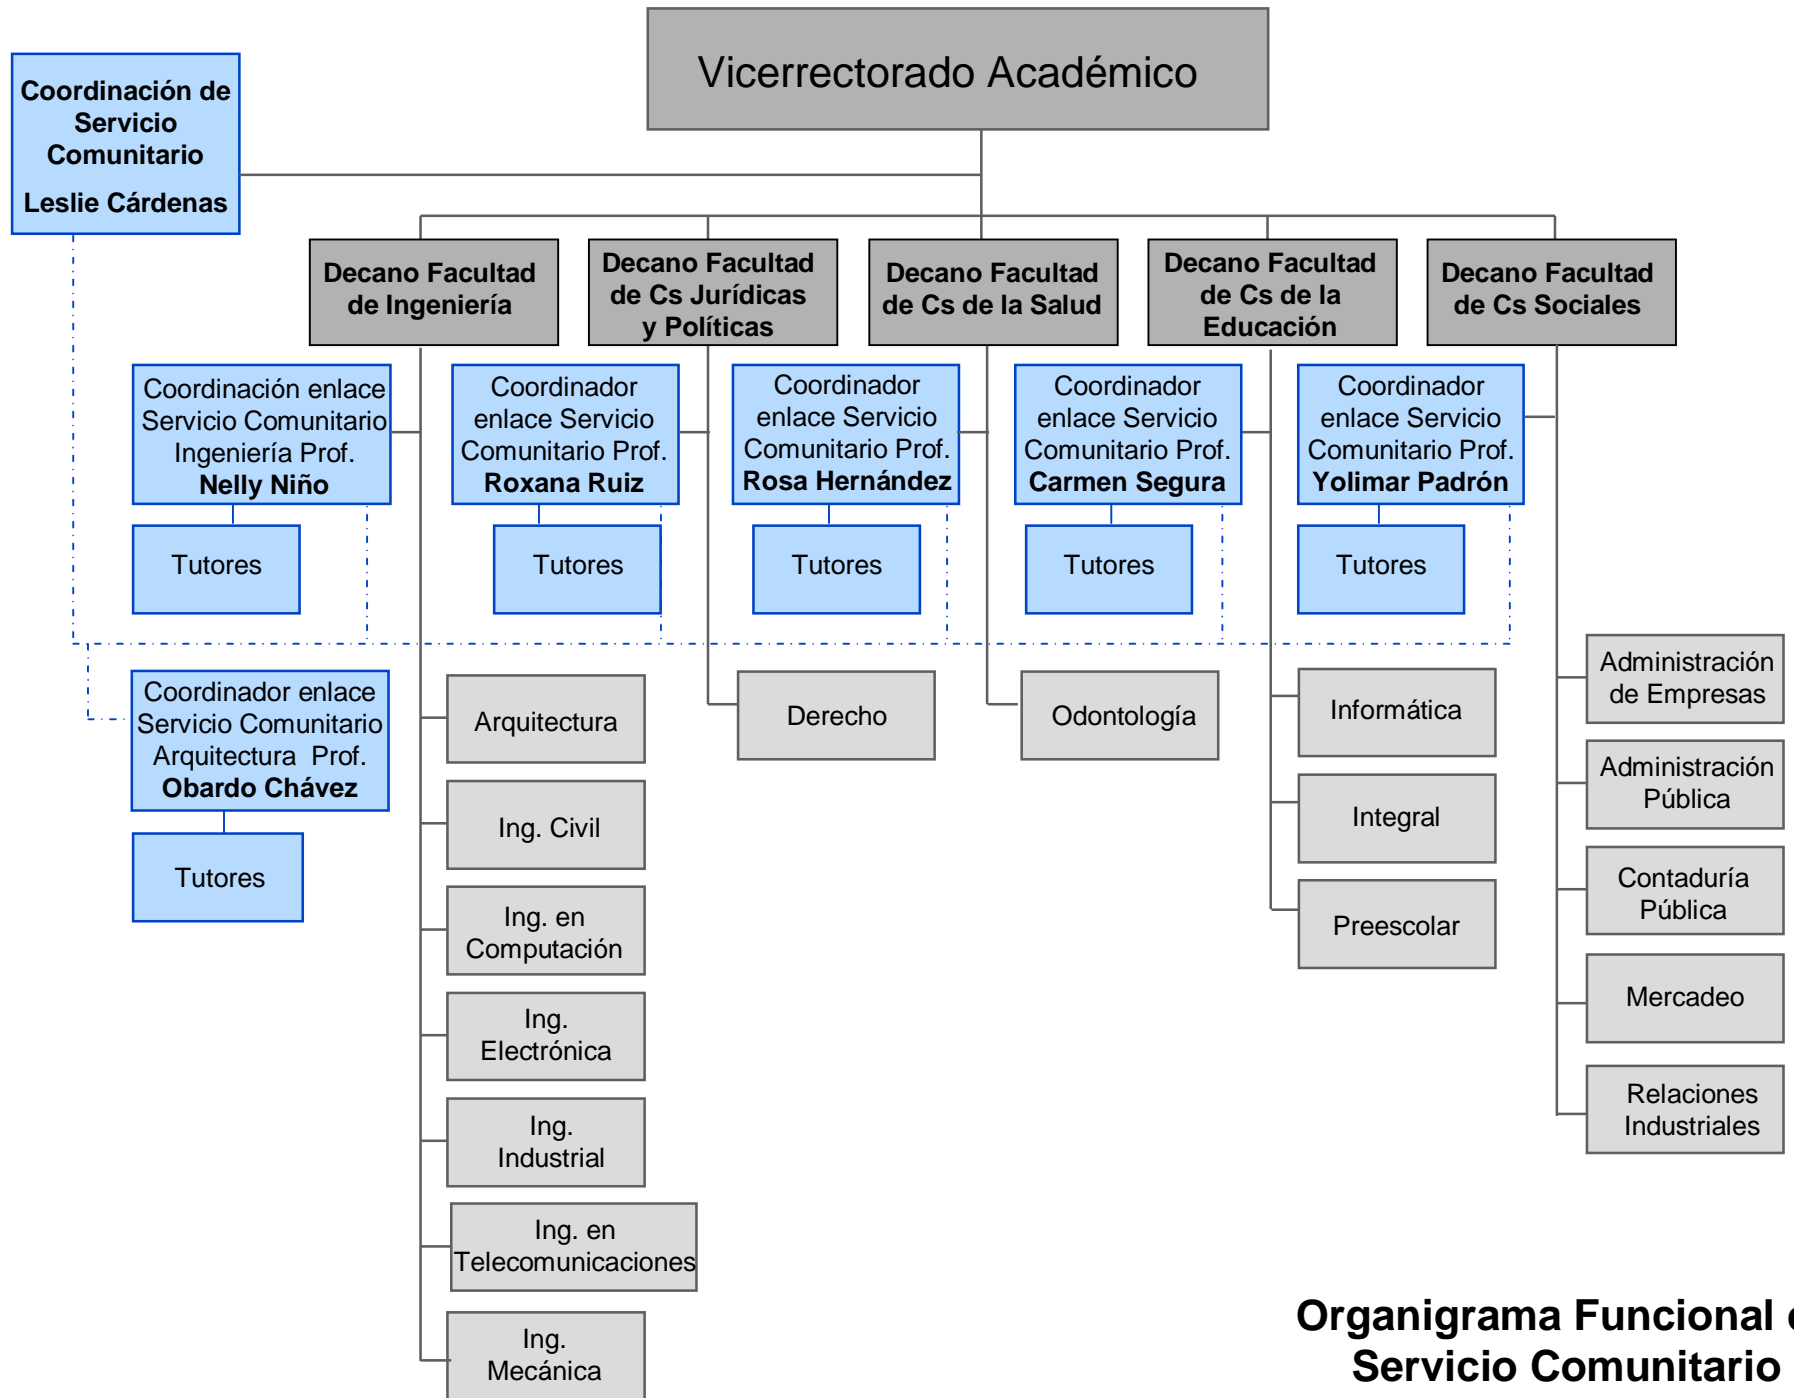 Vicerrectorado Académico
Coordinación de
Servicio
Comunitario
Leslie Cárdenas
Decano Facultad
de Ingeniería
Decano Facultad
de Cs Jurídicas
y Políticas
Decano Facultad
de Cs de la Salud
Decano Facultad
de Cs de la
Educación
Decano Facultad
de Cs Sociales
Coordinación enlace
Servicio Comunitario
Ingeniería Prof.
Nelly Niño
Coordinador
enlace Servicio
Comunitario Prof.
Roxana Ruiz
Coordinador
enlace Servicio
Comunitario Prof.
Rosa Hernández
Coordinador
enlace Servicio
Comunitario Prof.
Carmen Segura
Coordinador
enlace Servicio
Comunitario Prof.
Yolimar Padrón
Tutores
Tutores
Tutores
Tutores
Tutores
Coordinador enlace
Servicio Comunitario
Arquitectura Prof.
Obardo Chávez
Tutores
Arquitectura
Ing. Civil
Ing. en
Computación
Ing.
Electrónica
Ing.
Industrial
Ing. en
Telecomunicaciones
Ing.
Mecánica
Derecho
Odontología
Informática
Integral
Preescolar
Administración
de Empresas
Administración
Pública
Contaduría
Pública
Mercadeo
Relaciones
Industriales
Organigrama Funcional
Servicio Comunitario